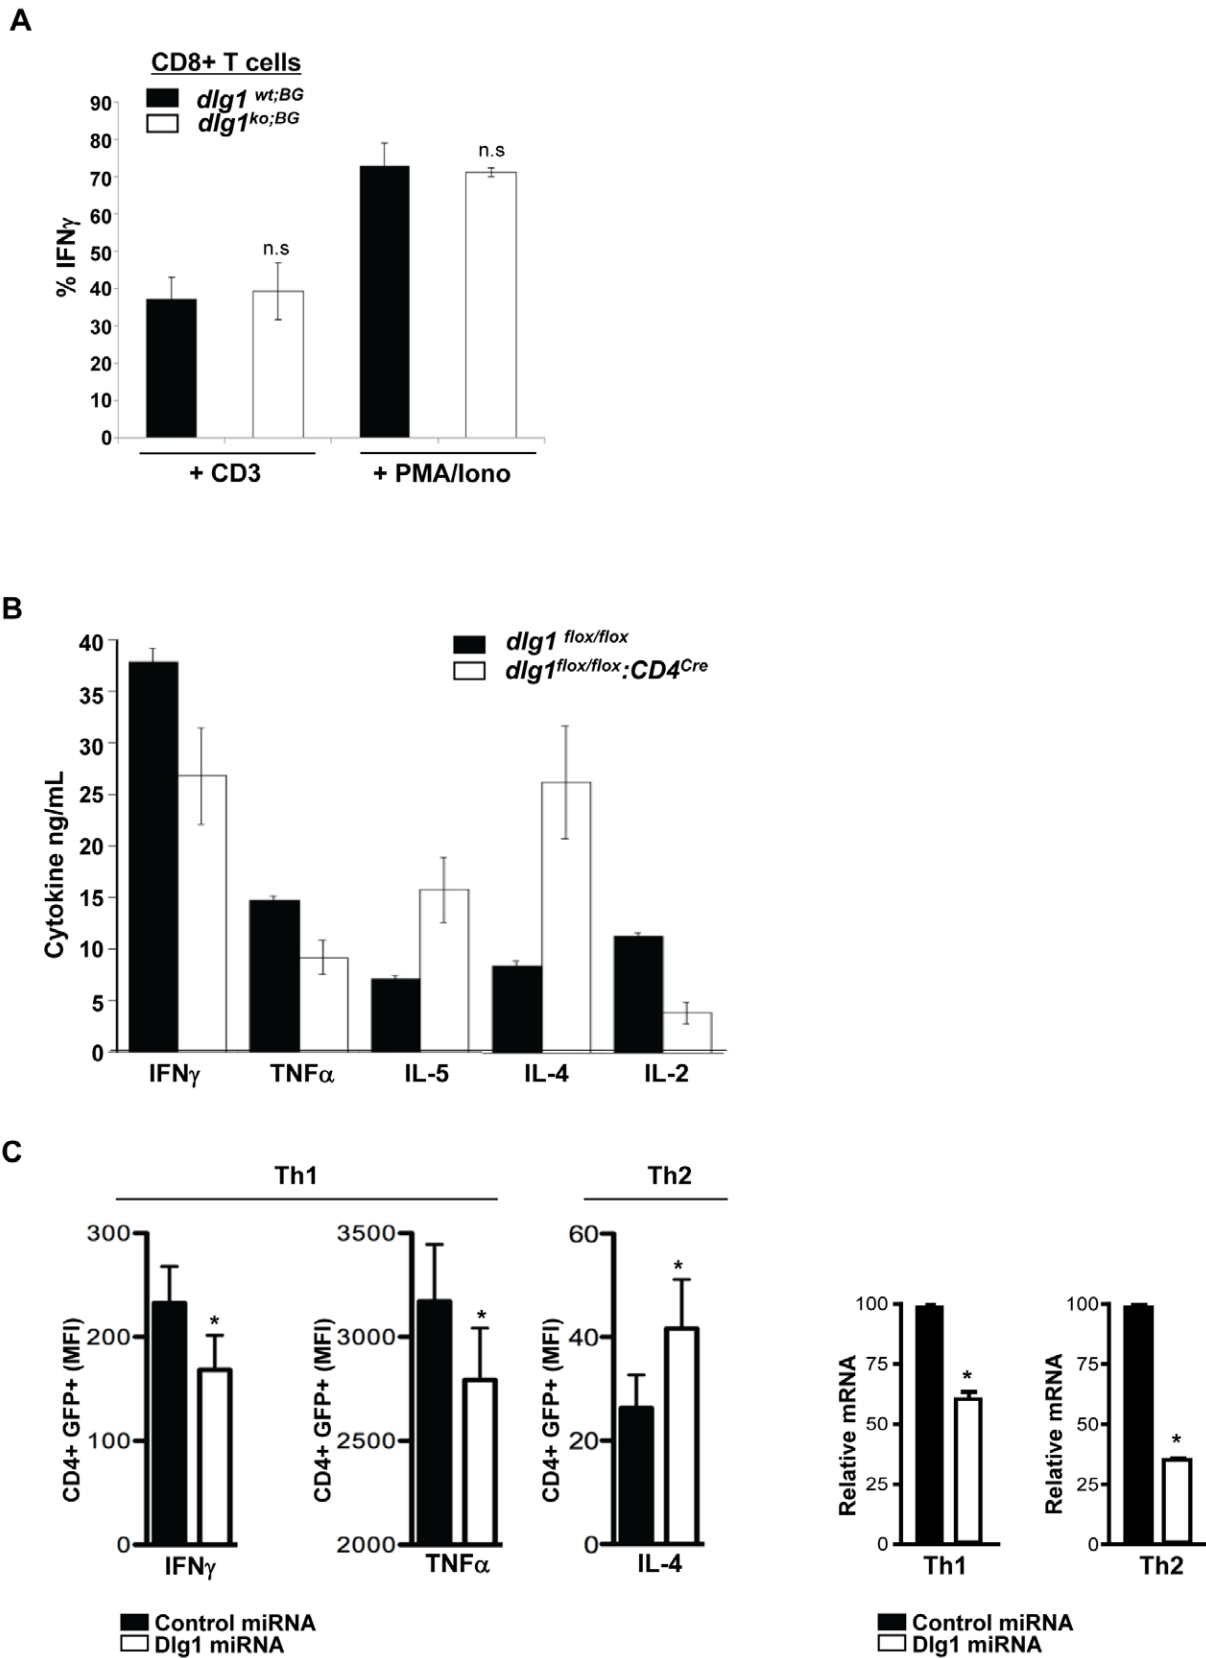 A
CD8+ T cells
dlg1 wt;BG
dlg1ko;BG
90
80
70
60
50
40
30
20
10
0
% IFNγ
n.s
n.s
+ CD3
+ PMA/Iono
B
dlg1 flox/flox
dlg1flox/flox:CD4Cre
40
35
30
25
20
15
10
5
0
Cytokine ng/mL
IFNγ
TNFα
IL-5
IL-4
IL-2
C
Th1
Th2
300
200
100
0
CD4+ GFP+ (MFI)
*
IFNγ
3500
3000
2500
2000
CD4+ GFP+ (MFI)
*
TNFα
60
40
20
0
CD4+ GFP+ (MFI)
*
IL-4
100
75
50
25
0
Relative mRNA
*
Th1
100
75
50
25
0
Relative mRNA
*
Th2
Control miRNA
Dlg1 miRNA
Control miRNA
Dlg1 miRNA